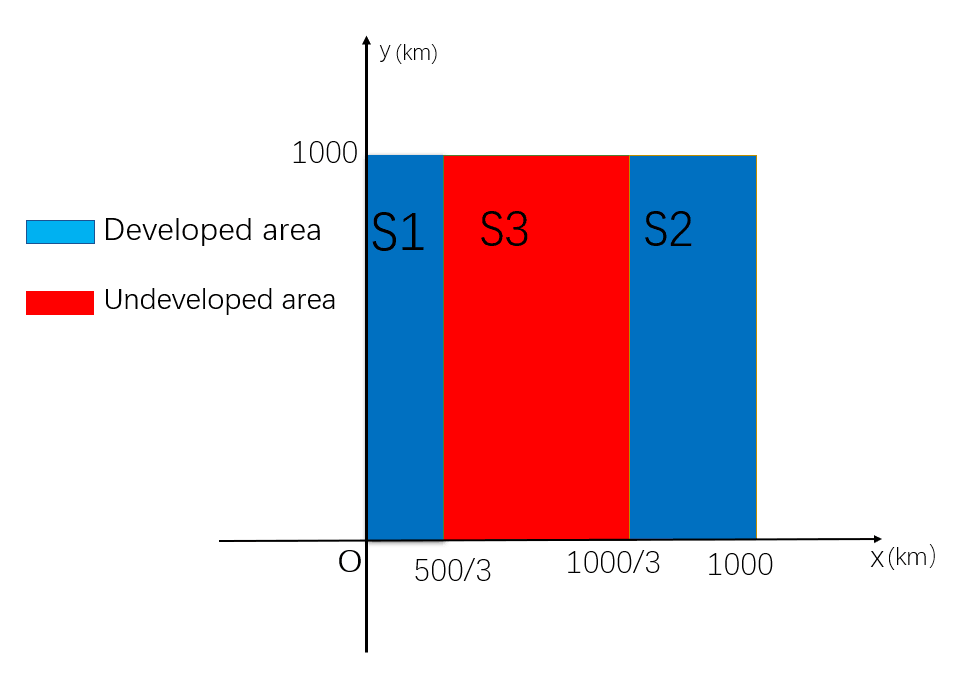 y (km)
1000
Developed area
S1
S3
S2
Undeveloped area
O
500/3
1000/3
1000
X (km)